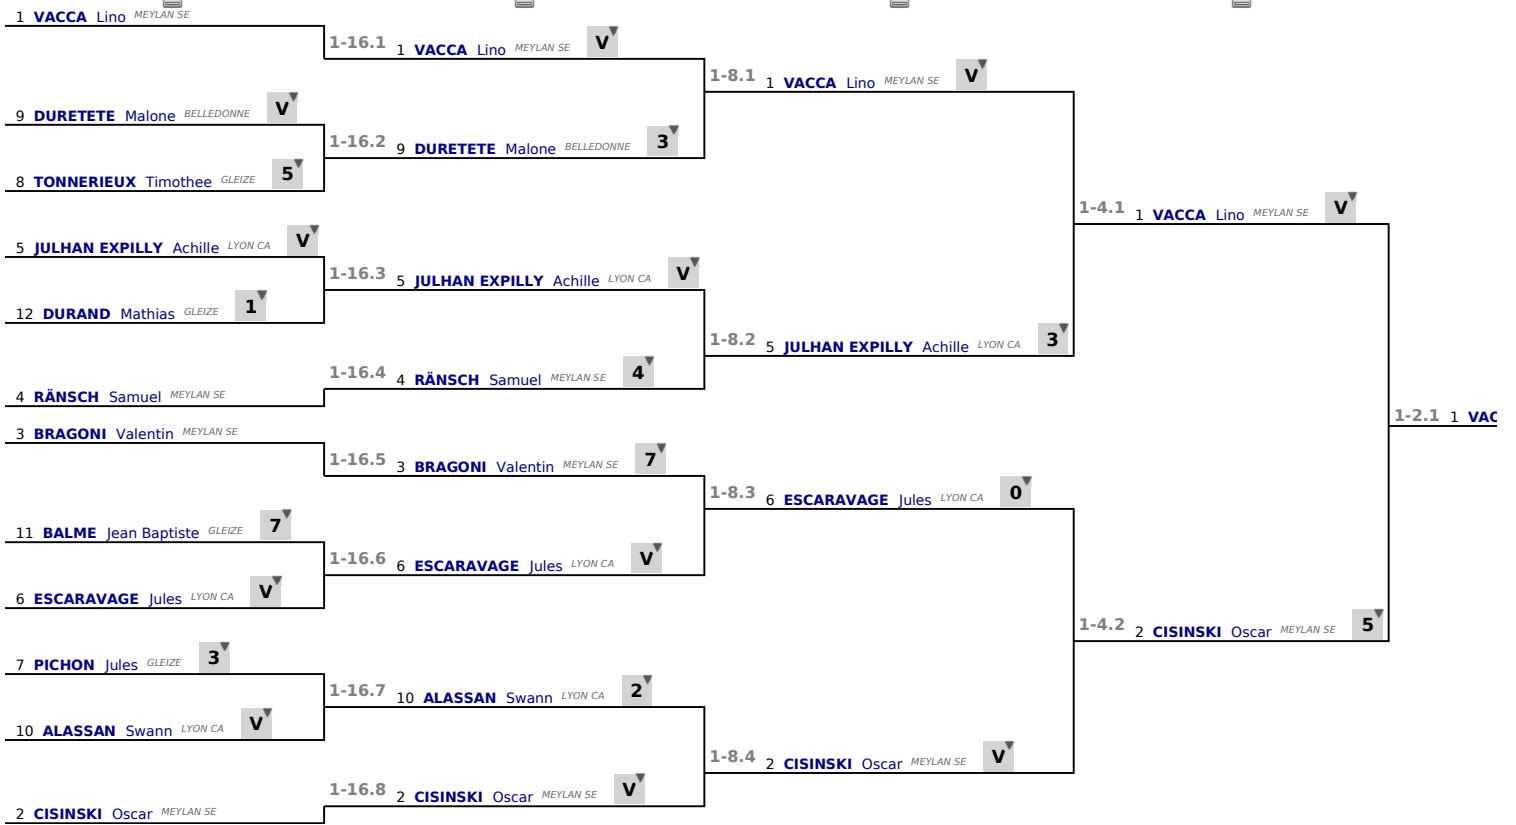 1 VACCA Lino MEYLAN SE
9 DURETETE Malone BELLEDONNE V
8 TONNERIEUX Timothee GLEIZE 5
5 JULHAN EXPILLY Achille LYON CA V
12 DURAND Mathias GLEIZE 1
4 RÄNSCH Samuel MEYLAN SE
3 BRAGONI Valentin MEYLAN SE
11 BALME Jean Baptiste GLEIZE 7
6 ESCARAVAGE Jules LYON CA V
7 PICHON Jules GLEIZE 3
10 ALASSAN Swann LYON CA V
2 CISINSKI Oscar MEYLAN SE
1-16.1 1 VACCA Lino MEYLAN SE V
1-16.2 9 DURETETE Malone BELLEDONNE 3
1-16.3 5 JULHAN EXPILLY Achille LYON CA V
1-16.4 4 RÄNSCH Samuel MEYLAN SE 4
1-16.5 3 BRAGONI Valentin MEYLAN SE 7
1-16.6 6 ESCARAVAGE Jules LYON CA V
1-16.7 10 ALASSAN Swann LYON CA 2
1-16.8 2 CISINSKI Oscar MEYLAN SE V
1-8.1 1 VACCA Lino MEYLAN SE V
1-8.2 5 JULHAN EXPILLY Achille LYON CA 3
1-8.3 6 ESCARAVAGE Jules LYON CA 0
1-8.4 2 CISINSKI Oscar MEYLAN SE V
1-4.1 1 VACCA Lino MEYLAN SE V
1-4.2 2 CISINSKI Oscar MEYLAN SE 5
1-2.1 1 VAC